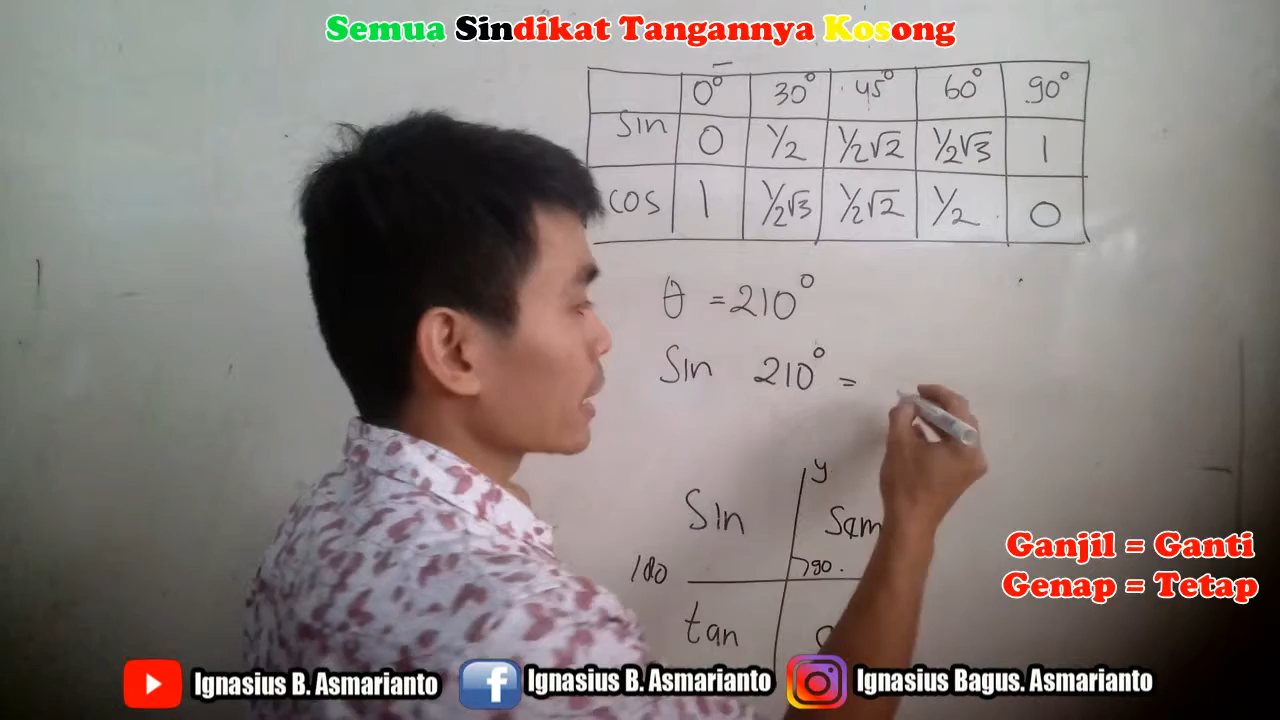 Semua Sindikat Tangannya Kosong
0° 30° 45° 60° 90°
Sin 0 1/2 1/2√2 1/2√3 1
cos 1 1/2√3 1/2√2 1/2 0
θ = 210°
Sin 210° =
y
Sin Sem
180 90.
tan
Ganjil = Ganti
Genap = Tetap
Ignasius B. Asmarianto Ignasius B. Asmarianto Ignasius Bagus. Asmarianto